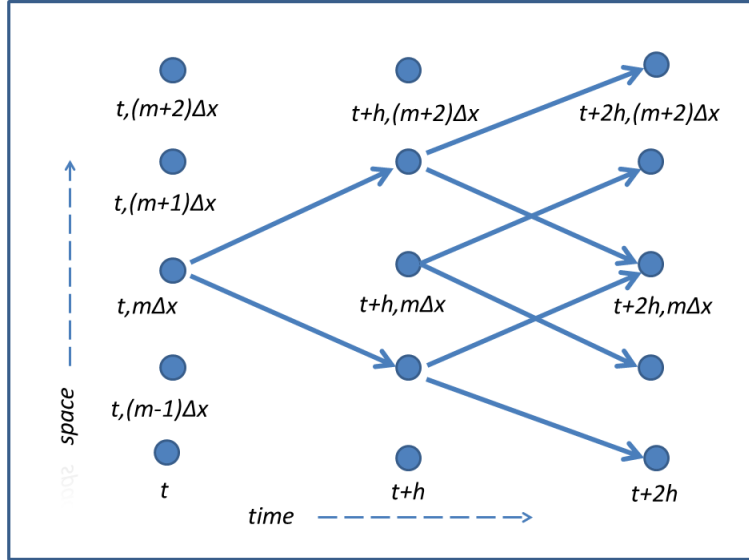 t,(m+2)Δx t+h,(m+2)Δx t+2h,(m+2)Δx
t,(m+1)Δx
t,mΔx t+h,mΔx t+2h,mΔx
t,(m-1)Δx
space
t t+h t+2h
time